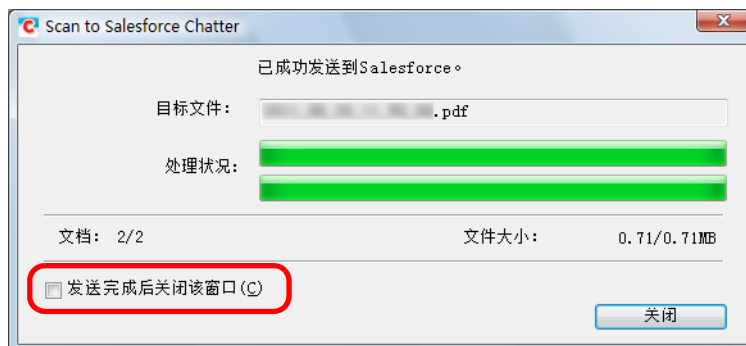 Scan to Salesforce Chatter
已成功发送到Salesforce。
目标文件： .pdf
处理状况：
文档： 2/2 文件大小： 0.71/0.71MB
发送完成后关闭该窗口(C)
关闭